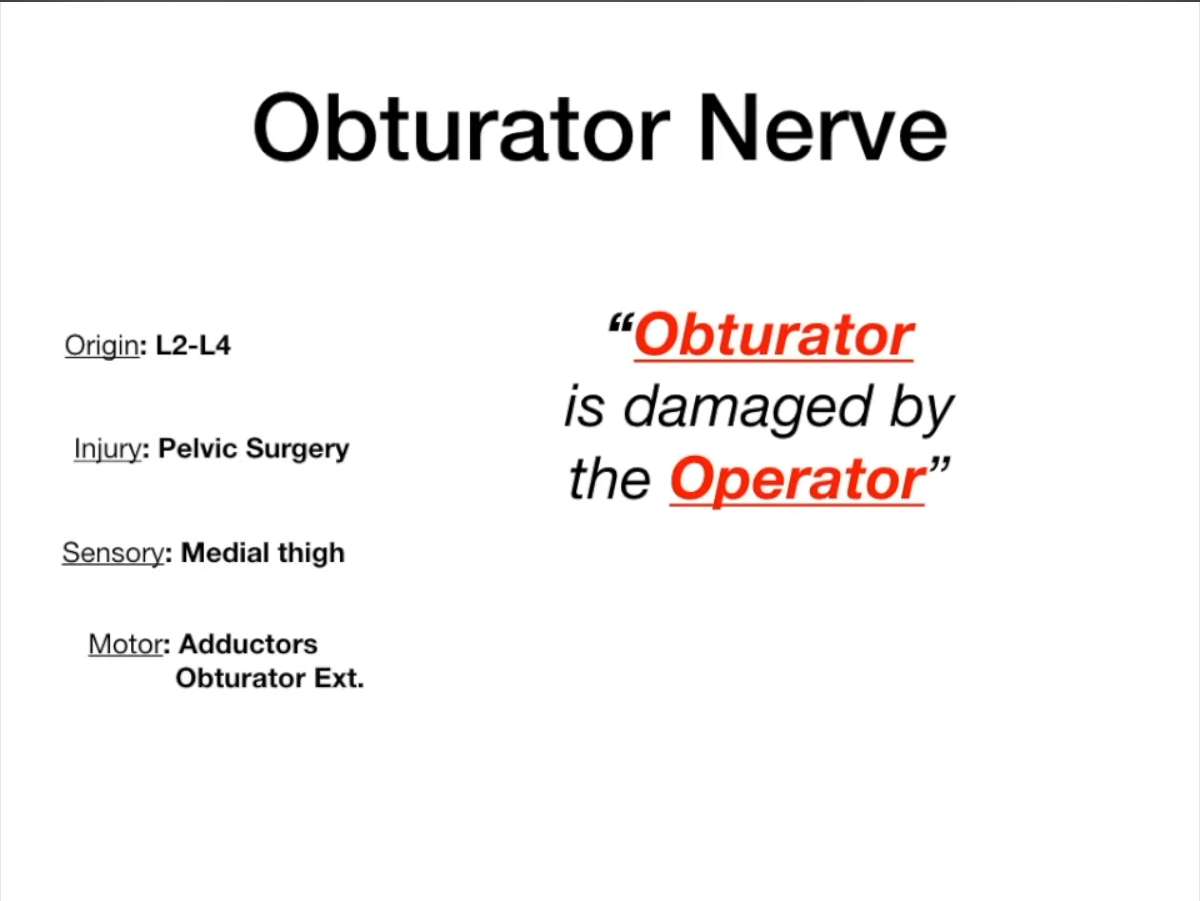 Obturator Nerve
Origin: L2-L4
Injury: Pelvic Surgery
Sensory: Medial thigh
Motor: Adductors
Obturator Ext.
“Obturator
is damaged by
the Operator”